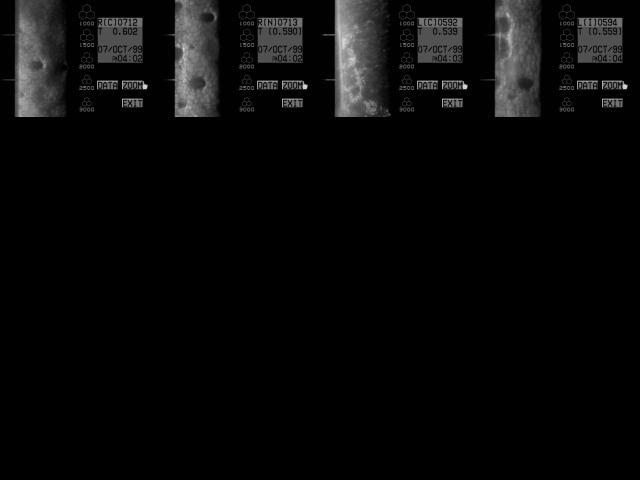 R(C)0712
T 0.602
07/OCT/99
PM04:02
DATA ZOOM
EXIT
1000
1500
2000
2500
3000
R(N)0713
T (0.590)
07/OCT/99
PM04:02
DATA ZOOM
EXIT
1000
1500
2000
2500
3000
L(C)0592
T 0.539
07/OCT/99
PM04:03
DATA ZOOM
EXIT
1000
1500
2000
2500
3000
L(I)0594
T (0.559)
07/OCT/99
PM04:04
DATA ZOOM
EXIT
1000
1500
2000
2500
3000